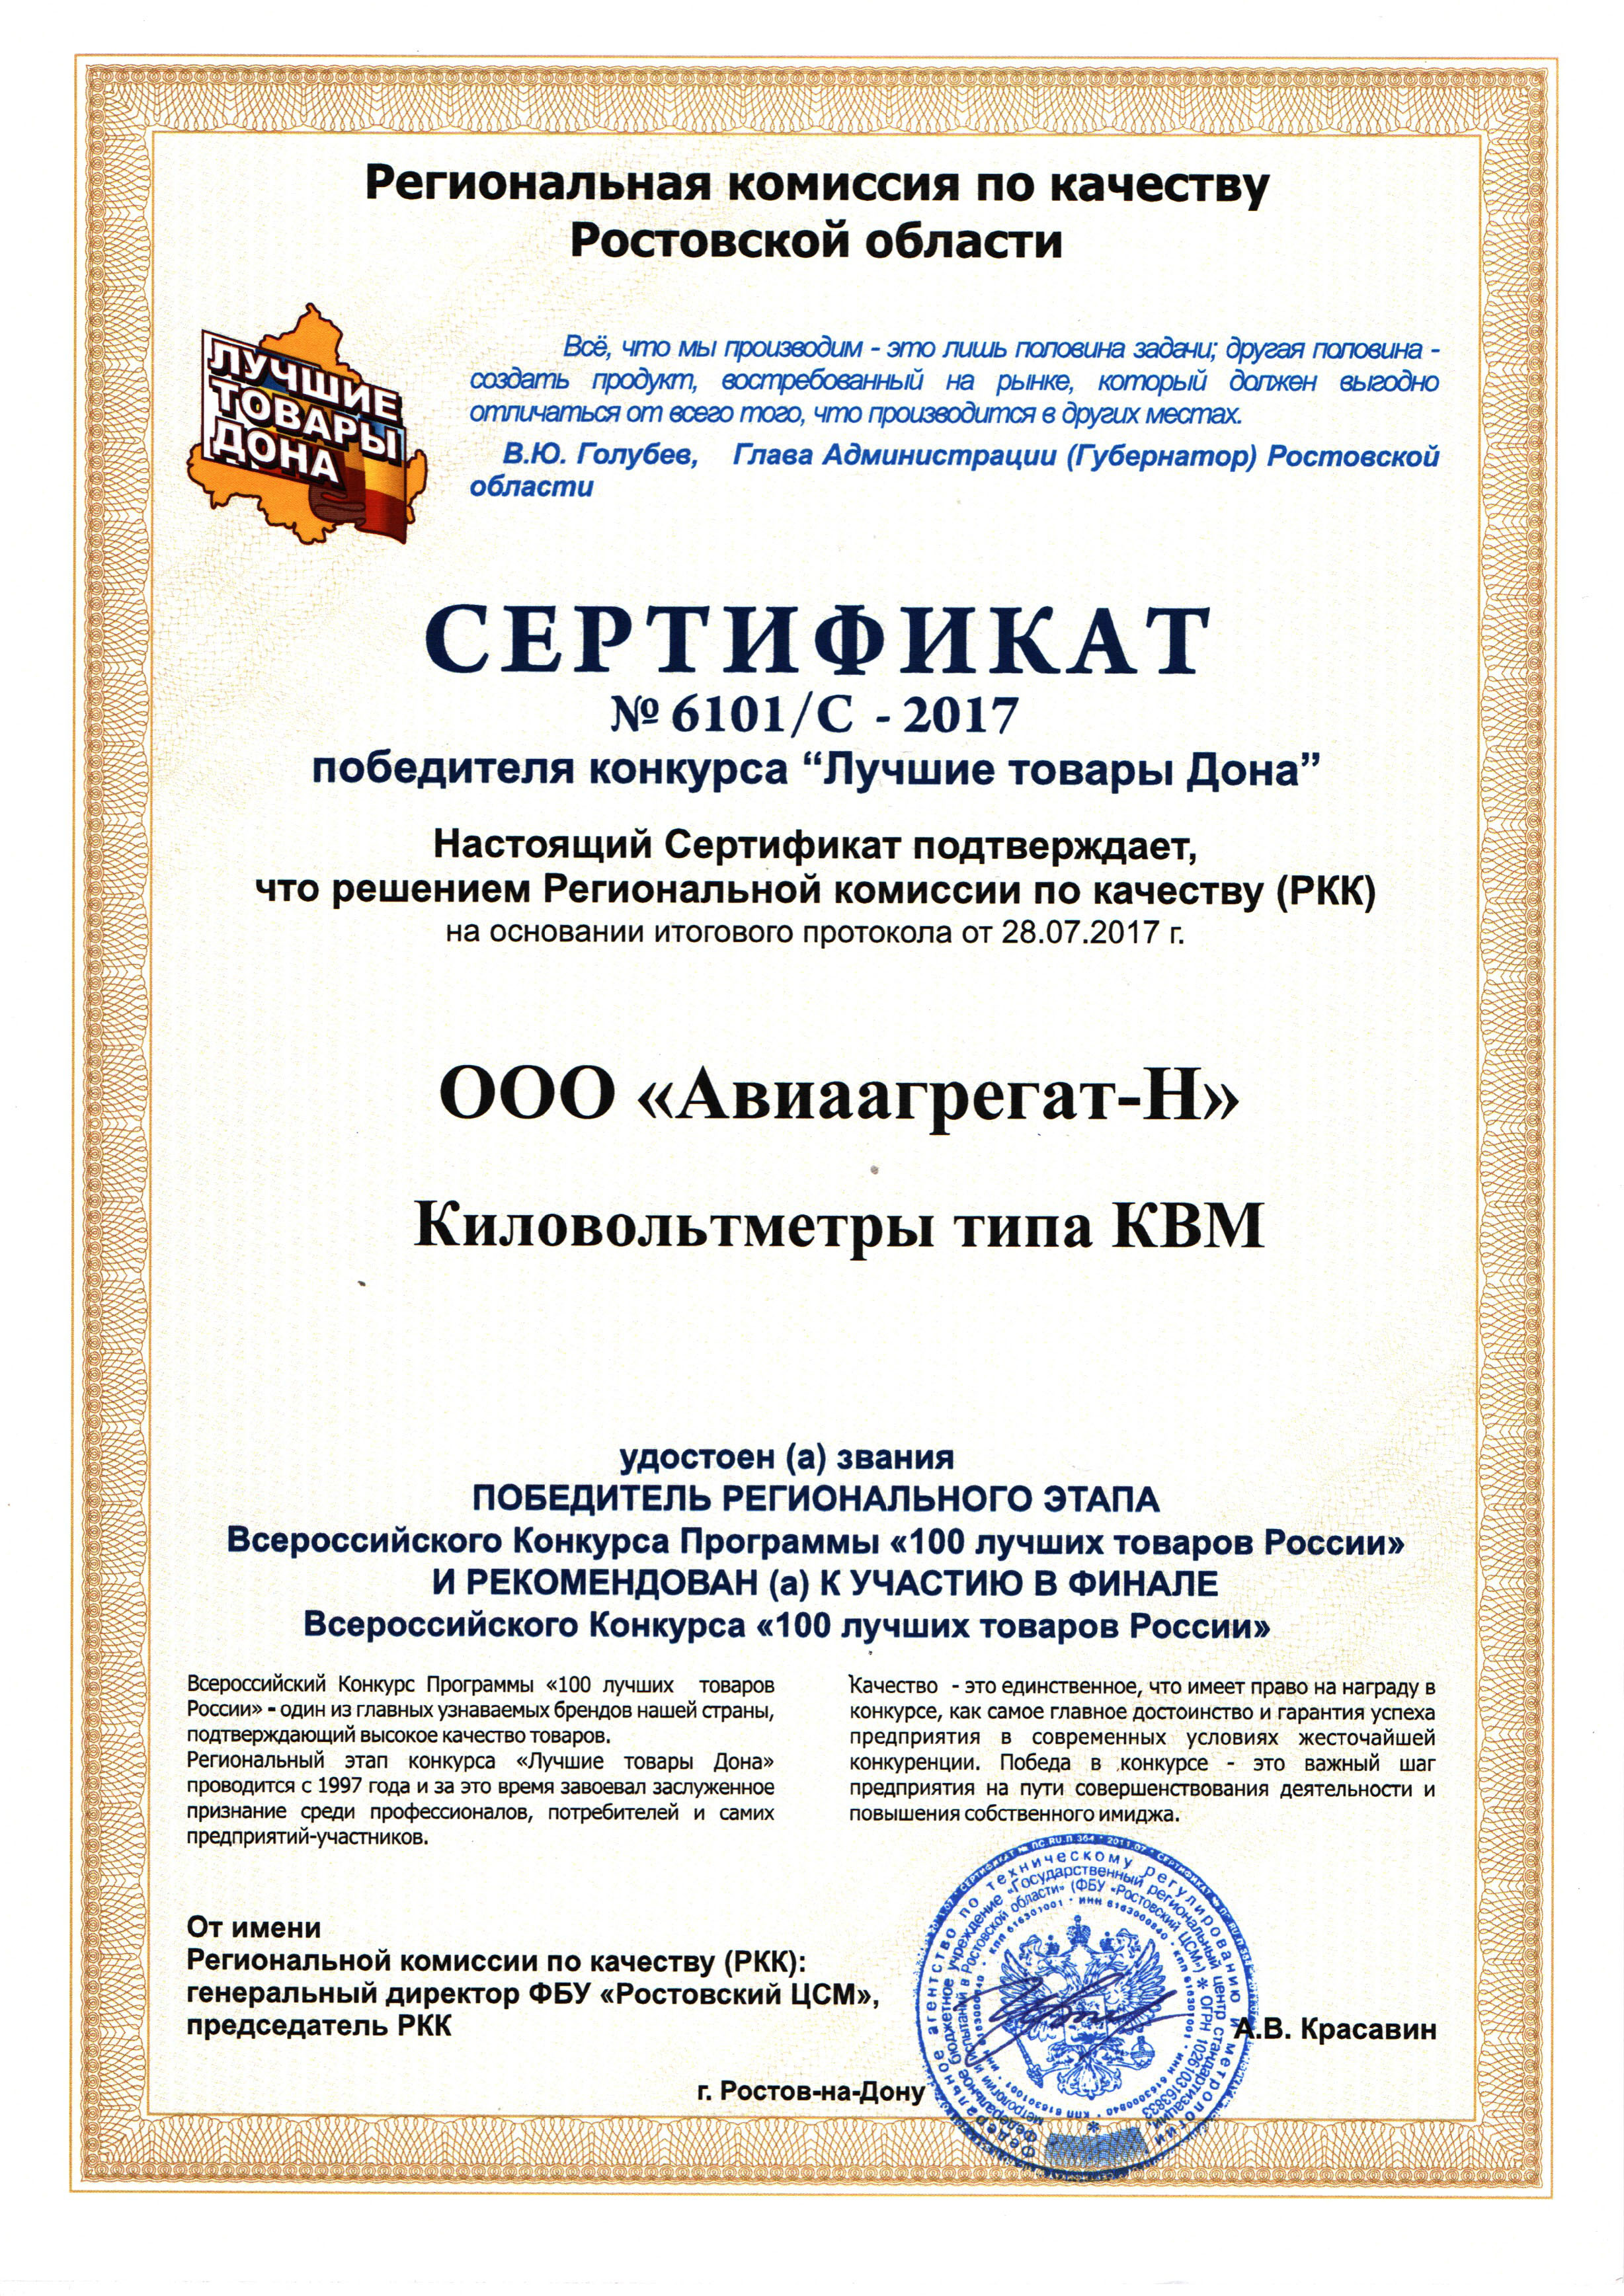 Региональная комиссия по качеству
Ростовской области
ЛУЧШИЕ
ТОВАРЫ
ДОНА
Всё, что мы производим - это лишь половина задачи; другая половина -
создать продукт, востребованный на рынке, который должен выгодно
отличаться от всего того, что производится в других местах.
В.Ю. Голубев, Глава Администрации (Губернатор) Ростовской
области
СЕРТИФИКАТ
№ 6101/С - 2017
победителя конкурса “Лучшие товары Дона”
Настоящий Сертификат подтверждает,
что решением Региональной комиссии по качеству (РКК)
на основании итогового протокола от 28.07.2017 г.
ООО «Авиаагрегат-Н»
Киловольтметры типа КВМ
удостоен (а) звания
ПОБЕДИТЕЛЬ РЕГИОНАЛЬНОГО ЭТАПА
Всероссийского Конкурса Программы «100 лучших товаров России»
И РЕКОМЕНДОВАН (а) К УЧАСТИЮ В ФИНАЛЕ
Всероссийского Конкурса «100 лучших товаров России»
Всероссийский Конкурс Программы «100 лучших товаров
России» - один из главных узнаваемых брендов нашей страны,
подтверждающий высокое качество товаров.
Региональный этап конкурса «Лучшие товары Дона»
проводится с 1997 года и за это время завоевал заслуженное
признание среди профессионалов, потребителей и самих
предприятий-участников.
Качество - это единственное, что имеет право на награду в
конкурсе, как самое главное достоинство и гарантия успеха
предприятия в современных условиях жесточайшей
конкуренции. Победа в конкурсе - это важный шаг
предприятия на пути совершенствования деятельности и
повышения собственного имиджа.
От имени
Региональной комиссии по качеству (РКК):
генеральный директор ФБУ «Ростовский ЦСМ»,
председатель РКК
А.В. Красавин
г. Ростов-на-Дону
Федеральное агентство по техническому регулированию и метрологии
Федеральное бюджетное учреждение «Государственный региональный центр стандартизации,
метрологии и испытаний в Ростовской области» (ФБУ «Ростовский ЦСМ») * ОГРН 1026103163833
ИНН 6163000840 • КПП 616301001